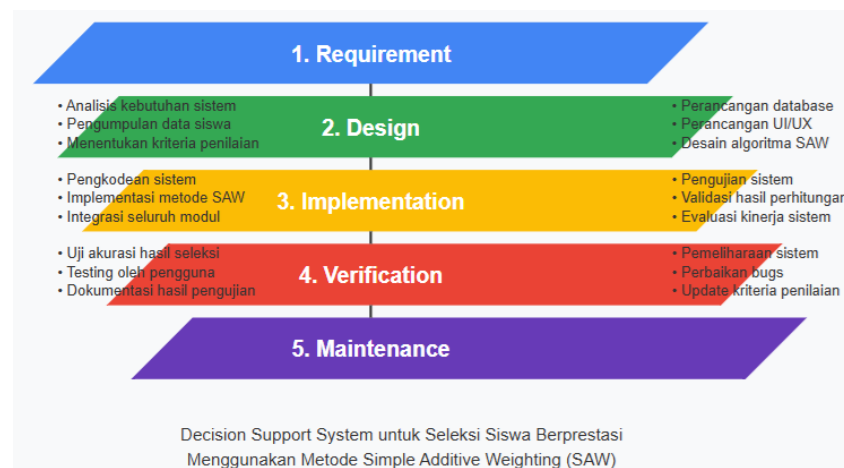 1. Requirement
• Analisis kebutuhan sistem
• Pengumpulan data siswa
• Menentukan kriteria penilaian
2. Design
• Perancangan database
• Perancangan UI/UX
• Desain algoritma SAW
• Pengkodean sistem
• Implementasi metode SAW
• Integrasi seluruh modul
3. Implementation
• Pengujian sistem
• Validasi hasil perhitungan
• Evaluasi kinerja sistem
• Uji akurasi hasil seleksi
• Testing oleh pengguna
• Dokumentasi hasil pengujian
4. Verification
• Pemeliharaan sistem
• Perbaikan bugs
• Update kriteria penilaian
5. Maintenance
Decision Support System untuk Seleksi Siswa Berprestasi
Menggunakan Metode Simple Additive Weighting (SAW)